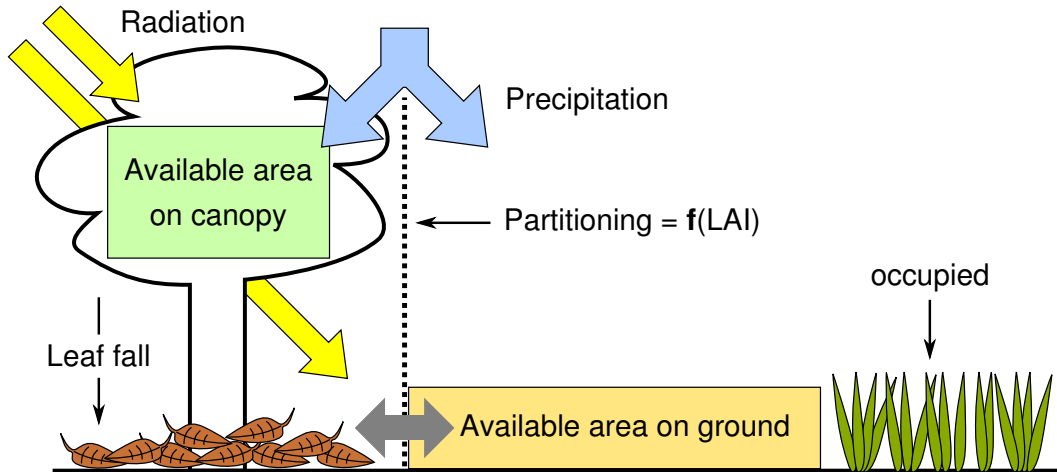 Radiation
Precipitation
Available area
on canopy
Partitioning = f(LAI)
occupied
Leaf fall
Available area on ground